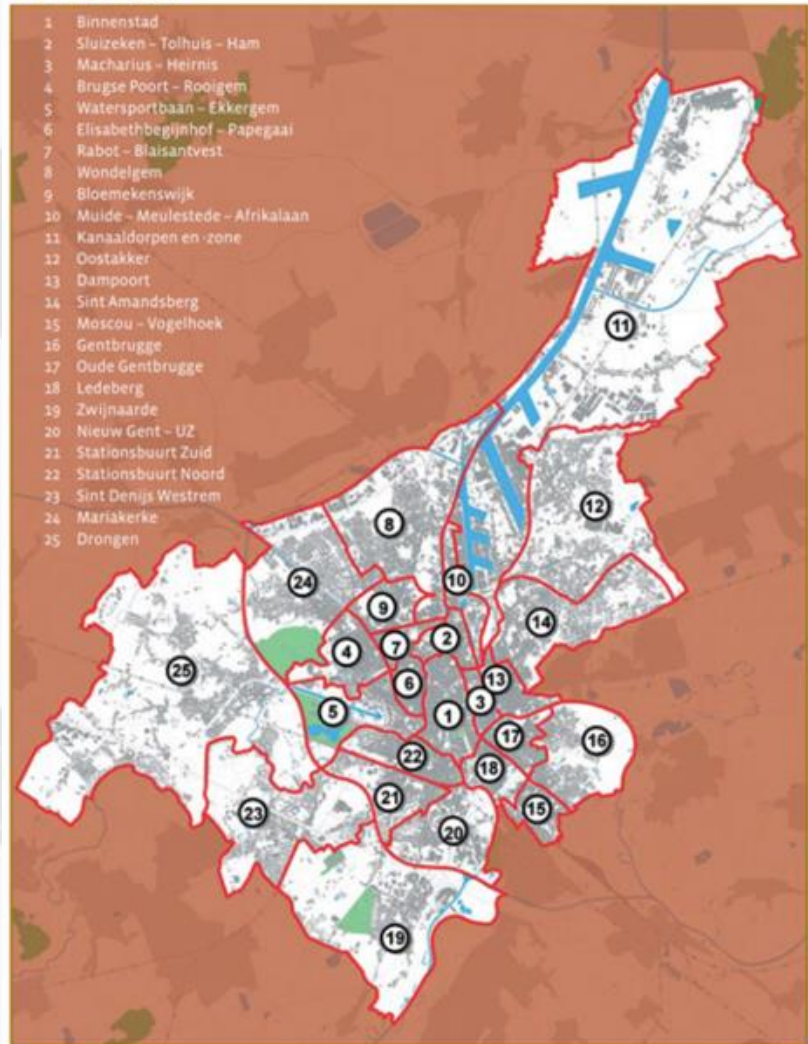 1 Binnenstad
2 Sluizeken – Tolhuis – Ham
3 Macharius – Heirnis
4 Brugse Poort – Rooigem
5 Watersportbaan – Ekkergem
6 Elisabethbegijnhof – Papegaai
7 Rabot – Blaisantvest
8 Wondelgem
9 Bloemekenswijk
10 Muide – Meulestede – Afrikalaan
11 Kanaaldorpen en -zone
12 Oostakker
13 Dampoort
14 Sint Amandsberg
15 Moscou – Vogelhoek
16 Gentbrugge
17 Oude Gentbrugge
18 Ledeberg
19 Zwijnaarde
20 Nieuw Gent – UZ
21 Stationsbuurt Zuid
22 Stationsbuurt Noord
23 Sint Denijs Westrem
24 Mariakerke
25 Drongen
11
12
8
24
10
9
14
2
7
4
25
13
6
3
5
1
17
16
22
18
21
15
23
20
19